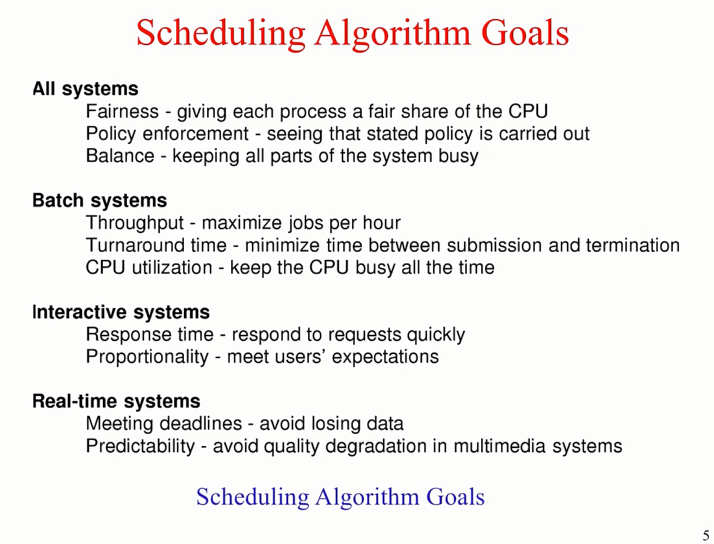 Scheduling Algorithm Goals
All systems
Fairness - giving each process a fair share of the CPU
Policy enforcement - seeing that stated policy is carried out
Balance - keeping all parts of the system busy
Batch systems
Throughput - maximize jobs per hour
Turnaround time - minimize time between submission and termination
CPU utilization - keep the CPU busy all the time
Interactive systems
Response time - respond to requests quickly
Proportionality - meet users’ expectations
Real-time systems
Meeting deadlines - avoid losing data
Predictability - avoid quality degradation in multimedia systems
Scheduling Algorithm Goals
5